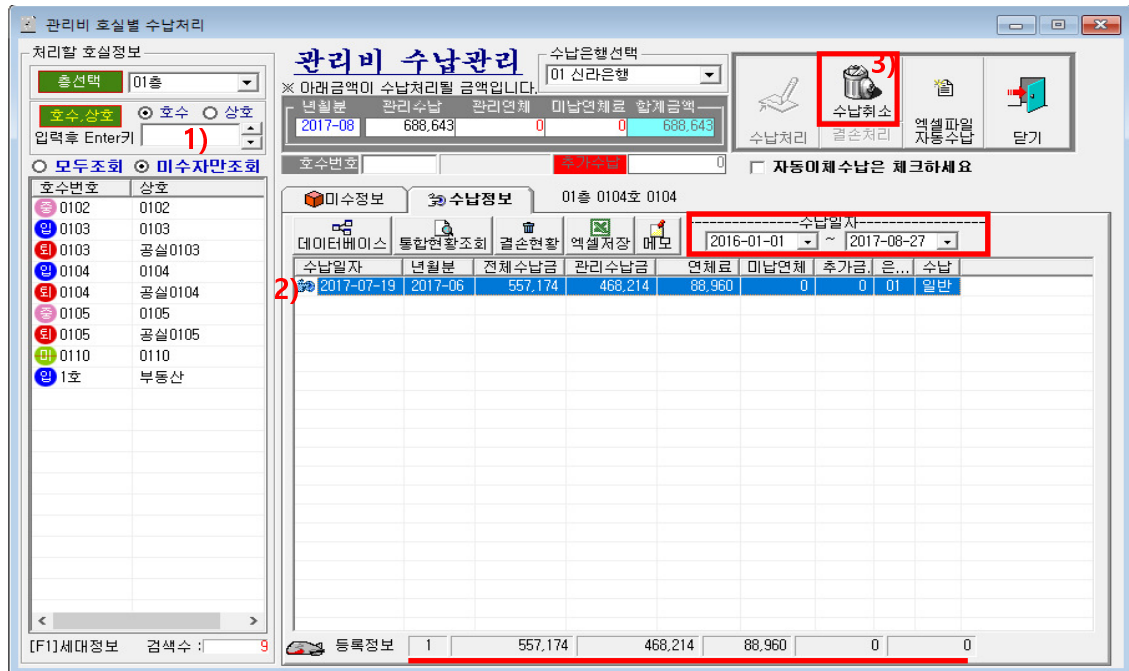 관리비 호실별 수납처리
처리할 호실정보
층선택 01층
호수,상호 호수 상호
입력후 Enter키 1)
모두조회 미수자만조회
호수번호 상호
중 0102 0102
입 0103 0103
퇴 0103 공실0103
입 0104 0104
퇴 0104 공실0104
중 0105 0105
퇴 0105 공실0105
미 0110 0110
입 1호 부동산
[F1]세대정보 검색수 : 9
관리비 수납관리
수납은행선택
01 신라은행
※ 아래금액이 수납처리될 금액입니다.
년월분 관리수납 관리연체 미납연체료 합계금액
2017-08 688,643 0 0 688,643
호수번호 추가수납 0
3)
수납처리
수납취소
결손처리
엑셀파일
자동수납
닫기
자동이체수납은 체크하세요
미수정보 수납정보 01층 0104호 0104
데이터베이스 통합현황조회 결손현황 엑셀저장 메모
수납일자
2016-01-01 ~ 2017-08-27
수납일자 년월분 전체수납금 관리수납금 연체료 미납연체 추가금. 은... 수납
2) 2017-07-19 2017-06 557,174 468,214 88,960 0 0 01 일반
등록정보 1 557,174 468,214 88,960 0 0